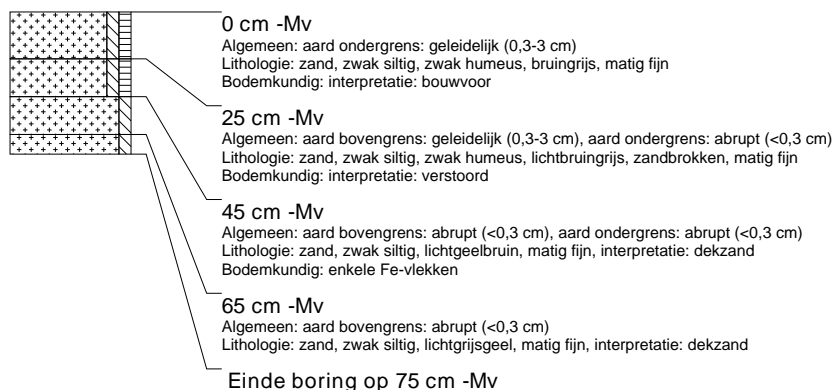 0 cm -Mv
Algemeen: aard ondergrens: geleidelijk (0,3-3 cm)
Lithologie: zand, zwak siltig, zwak humeus, bruingrijs, matig fijn
Bodemkundig: interpretatie: bouwvoor
25 cm -Mv
Algemeen: aard bovengrens: geleidelijk (0,3-3 cm), aard ondergrens: abrupt (<0,3 cm)
Lithologie: zand, zwak siltig, zwak humeus, lichtbruingrijs, zandbrokken, matig fijn
Bodemkundig: interpretatie: verstoord
45 cm -Mv
Algemeen: aard bovengrens: abrupt (<0,3 cm), aard ondergrens: abrupt (<0,3 cm)
Lithologie: zand, zwak siltig, lichtgeelbruin, matig fijn, interpretatie: dekzand
Bodemkundig: enkele Fe-vlekken
65 cm -Mv
Algemeen: aard bovengrens: abrupt (<0,3 cm)
Lithologie: zand, zwak siltig, lichtgrijsgeel, matig fijn, interpretatie: dekzand
Einde boring op 75 cm -Mv